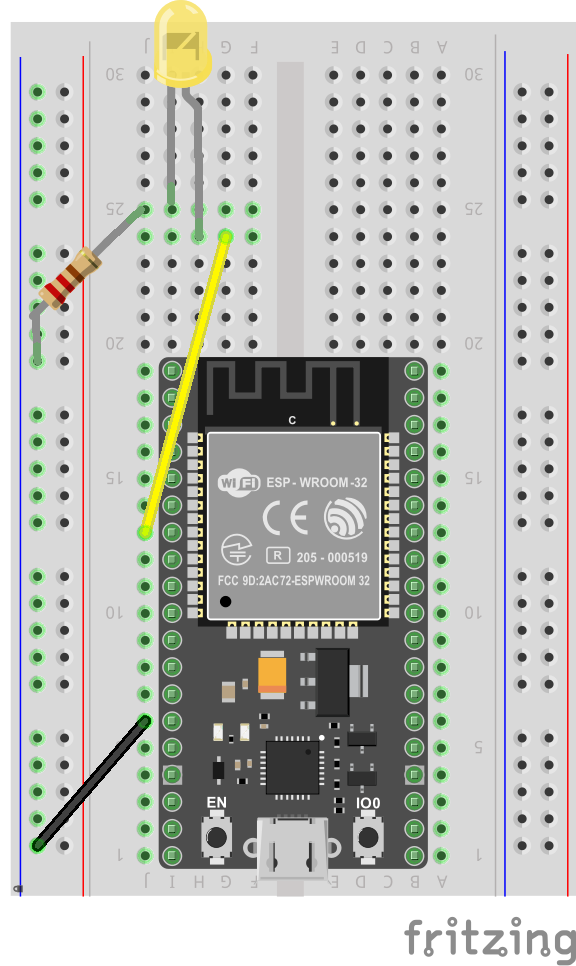 J I H G F E D C B A
30 30
25 25
20 20
C
15 15
WiFi ESP - WROOM -32
CE
R 205 - 000519
FCC 9D:2AC72-ESPWROOM 32
10 10
5
EN IO0
1 1
J I H G F E D C B A
fritzing